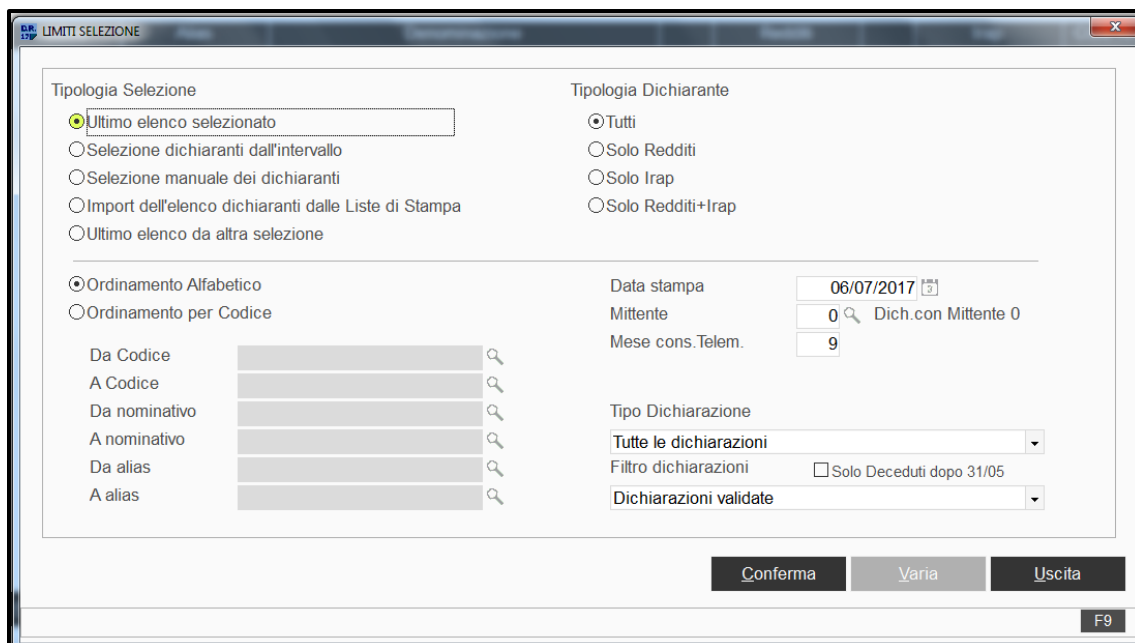 LIMITI SELEZIONE
Tipologia Selezione
Ultimo elenco selezionato
Selezione dichiaranti dall'intervallo
Selezione manuale dei dichiaranti
Import dell'elenco dichiaranti dalle Liste di Stampa
Ultimo elenco da altra selezione
Tipologia Dichiarante
Tutti
Solo Redditi
Solo Irap
Solo Redditi+Irap
Ordinamento Alfabetico
Ordinamento per Codice
Da Codice
A Codice
Da nominativo
A nominativo
Da alias
A alias
Data stampa 06/07/2017
Mittente 0 Dich.con Mittente 0
Mese cons.Telem. 9
Tipo Dichiarazione
Tutte le dichiarazioni
Filtro dichiarazioni Solo Deceduti dopo 31/05
Dichiarazioni validate
Conferma Varia Uscita
F9